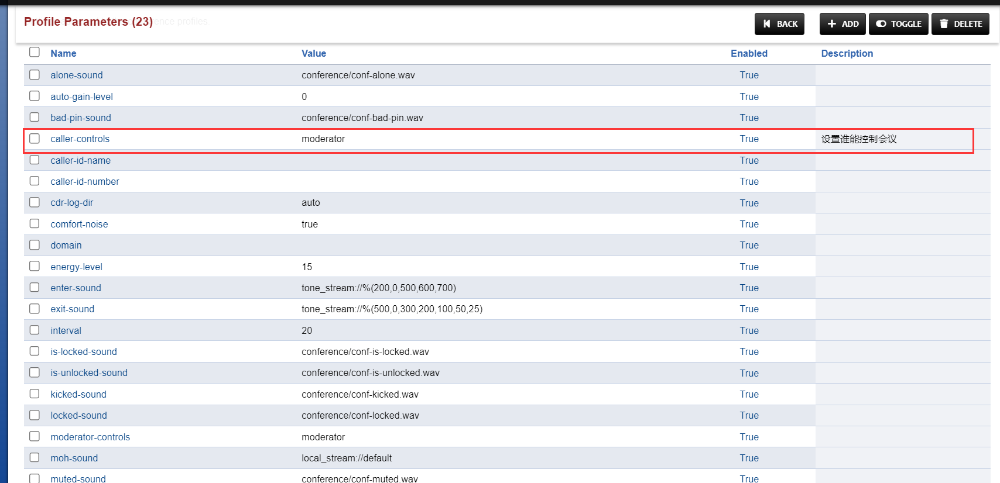 Profile Parameters (23)ence profiles.
BACK ADD TOGGLE DELETE
Name Value Enabled Description
alone-sound conference/conf-alone.wav True
auto-gain-level 0 True
bad-pin-sound conference/conf-bad-pin.wav True
caller-controls moderator True 设置谁能控制会议
caller-id-name True
caller-id-number True
cdr-log-dir auto True
comfort-noise true True
domain True
energy-level 15 True
enter-sound tone_stream://%(200,0,500,600,700) True
exit-sound tone_stream://%(500,0,300,200,100,50,25) True
interval 20 True
is-locked-sound conference/conf-is-locked.wav True
is-unlocked-sound conference/conf-is-unlocked.wav True
kicked-sound conference/conf-kicked.wav True
locked-sound conference/conf-locked.wav True
moderator-controls moderator True
moh-sound local_stream://default True
muted-sound conference/conf-muted.wav True